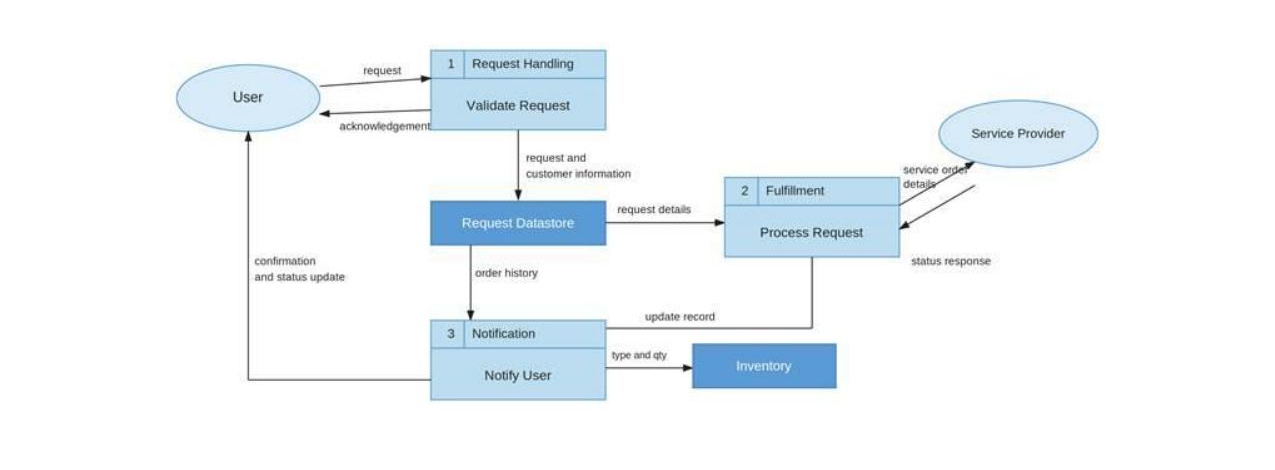 User
request
acknowledgement
1 Request Handling
Validate Request
request and
customer information
Request Datastore
request details
2 Fulfillment
Process Request
Service Provider
service order
details
status response
confirmation
and status update
order history
update record
3 Notification
Notify User
type and qty
Inventory